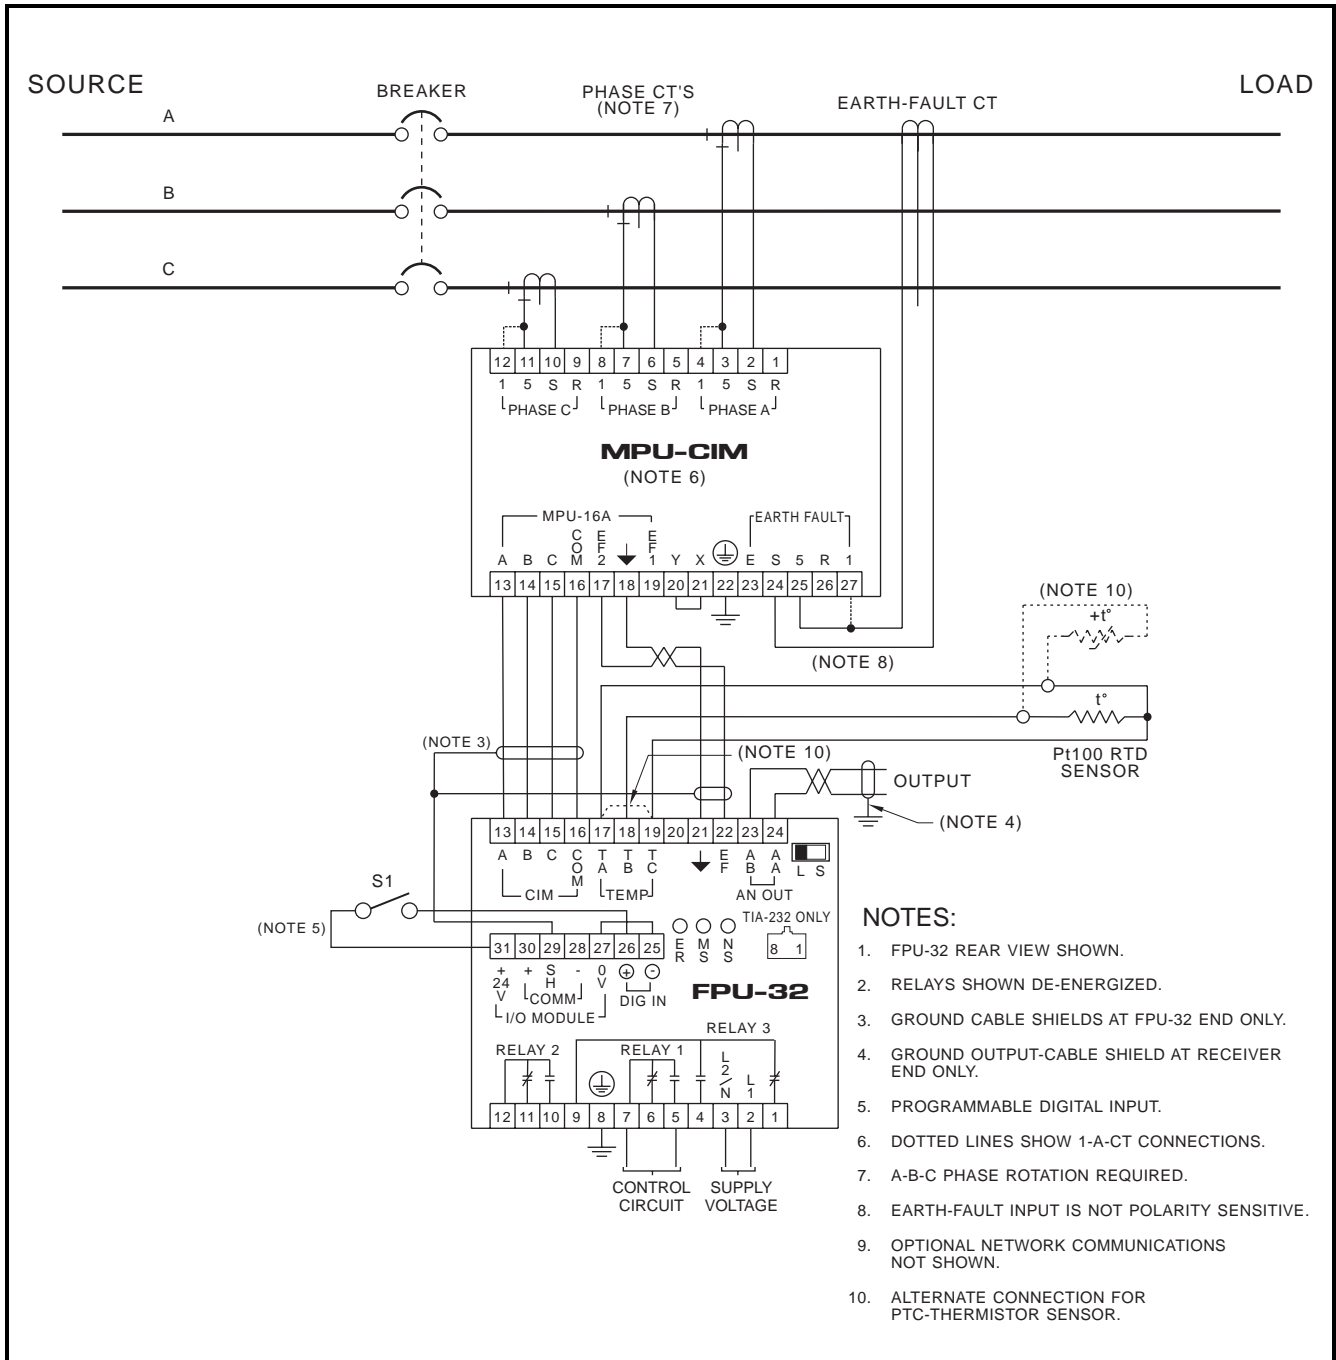 SOURCE
LOAD
BREAKER
PHASE CT'S
(NOTE 7)
EARTH-FAULT CT
A
B
C
12 11 10 9 8 7 6 5 4 3 2 1
1 5 S R 1 5 S R 1 5 S R
PHASE C PHASE B PHASE A
MPU-CIM
(NOTE 6)
MPU-16A
EARTH FAULT
A B C COM EF2 EF1 Y X E S 5 R 1
13 14 15 16 17 18 19 20 21 22 23 24 25 26 27
(NOTE 8)
(NOTE 10)
+t°
t°
Pt100 RTD
SENSOR
(NOTE 3)
(NOTE 10)
OUTPUT
(NOTE 4)
13 14 15 16 17 18 19 20 21 22 23 24
A B C COM TA TB TC EF AB AA
L S
CIM TEMP AN OUT
S1
(NOTE 5)
TIA-232 ONLY
8 1
ER MS NS
31 30 29 28 27 26 25
+24V + SH - 0V + -
COMM DIG IN
I/O MODULE
FPU-32
RELAY 3
RELAY 2 RELAY 1
L2/N L1
12 11 10 9 8 7 6 5 4 3 2 1
CONTROL
CIRCUIT
SUPPLY
VOLTAGE
NOTES:
1. FPU-32 REAR VIEW SHOWN.
2. RELAYS SHOWN DE-ENERGIZED.
3. GROUND CABLE SHIELDS AT FPU-32 END ONLY.
4. GROUND OUTPUT-CABLE SHIELD AT RECEIVER
END ONLY.
5. PROGRAMMABLE DIGITAL INPUT.
6. DOTTED LINES SHOW 1-A-CT CONNECTIONS.
7. A-B-C PHASE ROTATION REQUIRED.
8. EARTH-FAULT INPUT IS NOT POLARITY SENSITIVE.
9. OPTIONAL NETWORK COMMUNICATIONS
NOT SHOWN.
10. ALTERNATE CONNECTION FOR
PTC-THERMISTOR SENSOR.